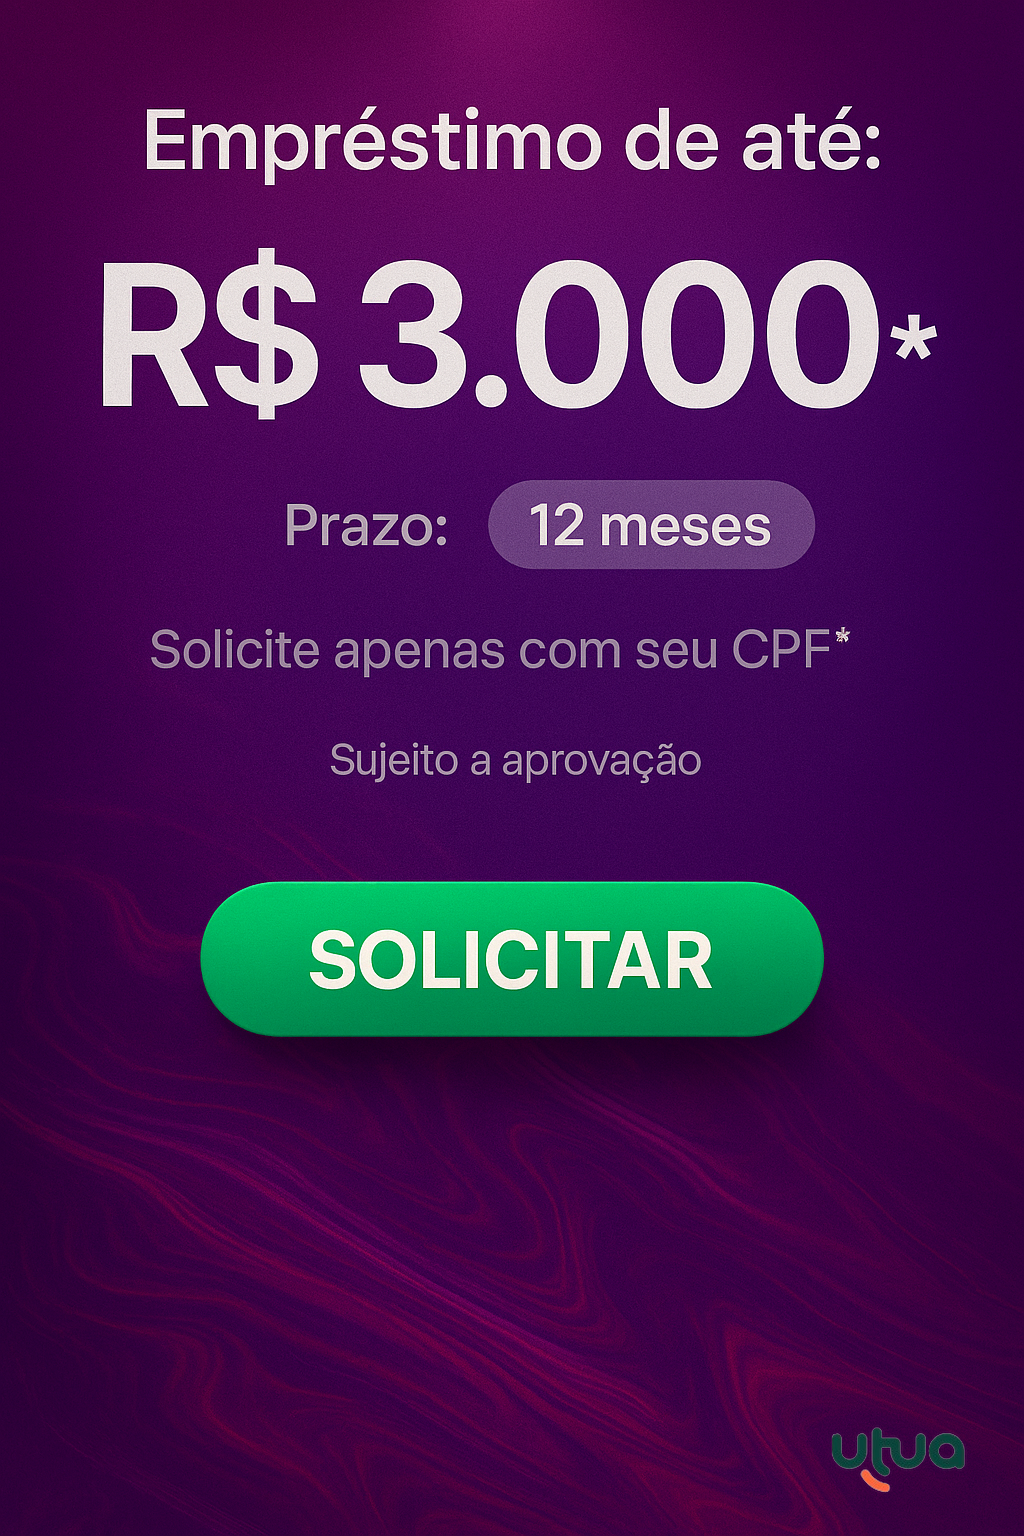 Empréstimo de até:
R$ 3.000*
Prazo: 12 meses
Solicite apenas com seu CPF*
Sujeito a aprovação
SOLICITAR
utua